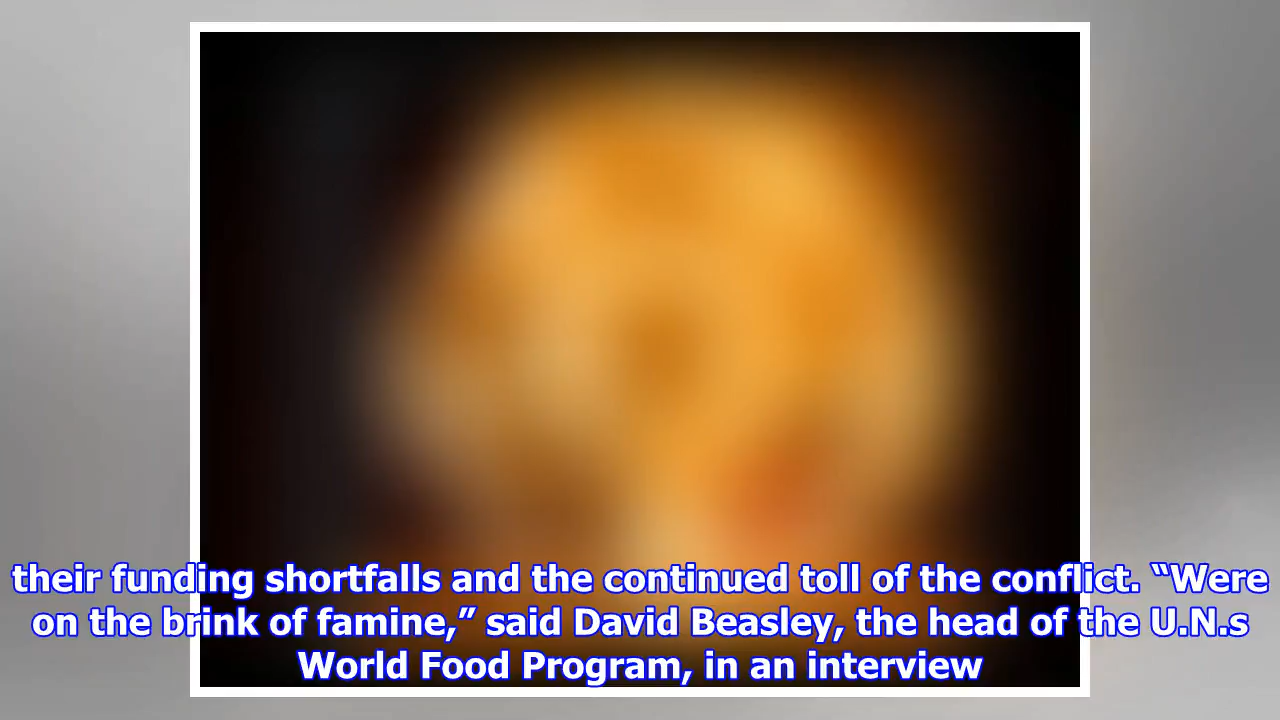 their funding shortfalls and the continued toll of the conflict. “Were
on the brink of famine,” said David Beasley, the head of the U.N.s
World Food Program, in an interview